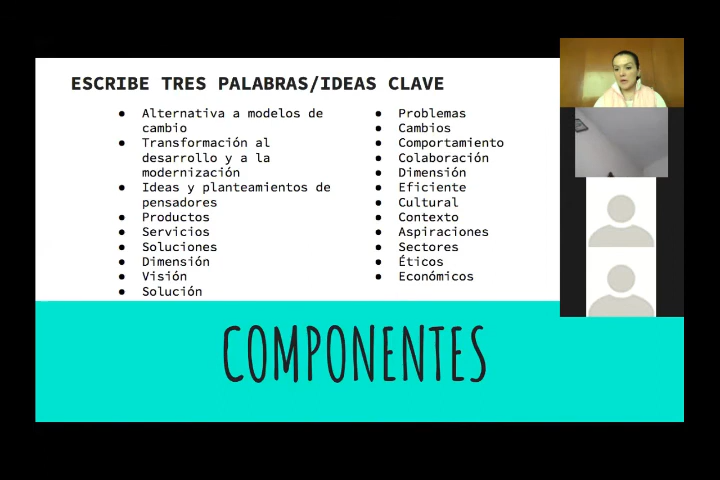 ESCRIBE TRES PALABRAS/IDEAS CLAVE
● Alternativa a modelos de
cambio
● Transformación al
desarrollo y a la
modernización
● Ideas y planteamientos de
pensadores
● Productos
● Servicios
● Soluciones
● Dimensión
● Visión
● Solución
● Problemas
● Cambios
● Comportamiento
● Colaboración
● Dimensión
● Eficiente
● Cultural
● Contexto
● Aspiraciones
● Sectores
● Éticos
● Económicos
COMPONENTES